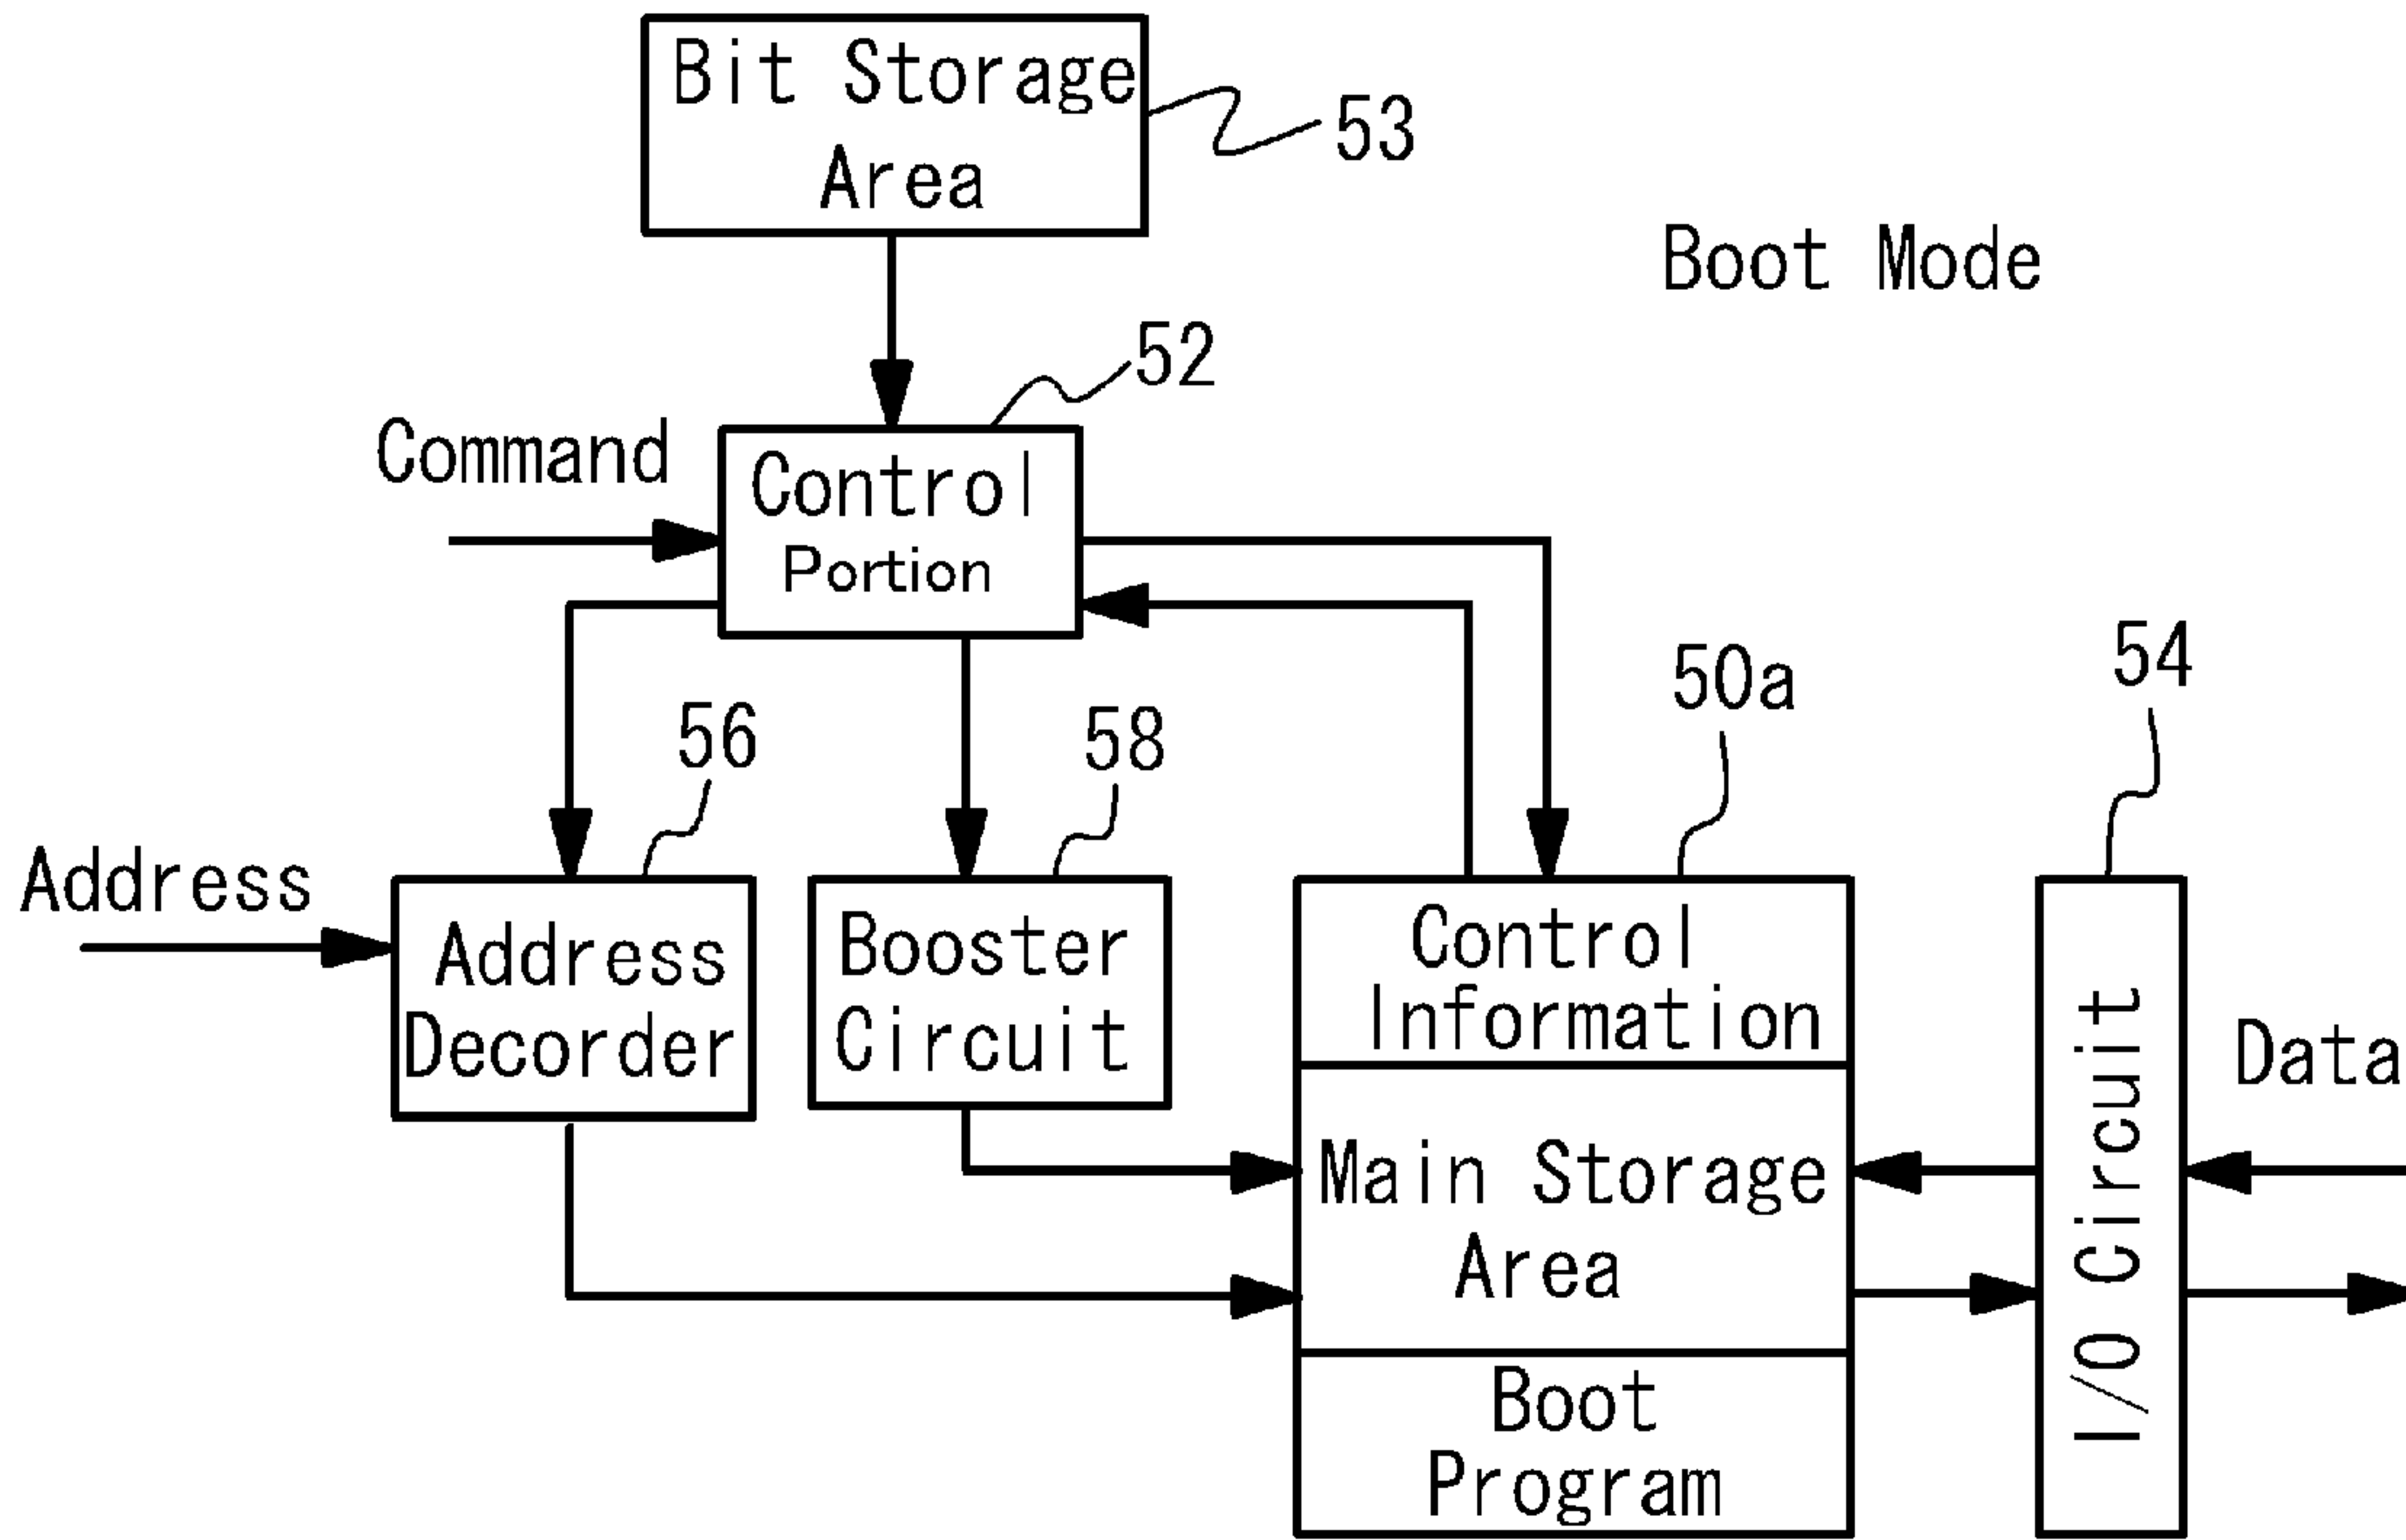 Bit Storage
Area
53
Boot Mode
52
Command
Control
Portion
56
58
50a
54
Address
Address
Decorder
Booster
Circuit
Control
Information
Main Storage
Area
Boot
Program
I/O Circuit
Data